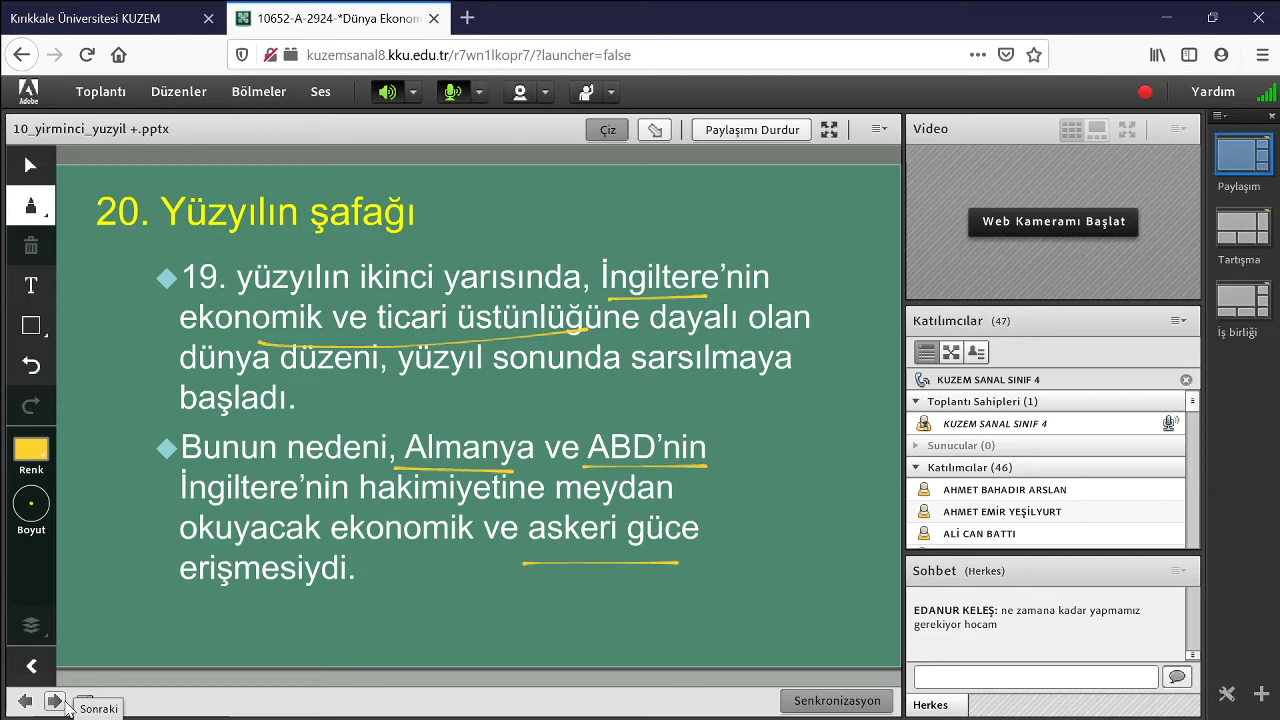 Kırıkkale Üniversitesi KUZEM
10652-A-2924-*Dünya Ekonom
kuzemsanal8.kku.edu.tr/r7wn1lkopr7/?launcher=false
Adobe
Toplantı
Düzenler
Bölmeler
Ses
Yardım
10_yirminci_yuzyil +.pptx
Çiz
Paylaşımı Durdur
Renk
Boyut
20. Yüzyılın şafağı
19. yüzyılın ikinci yarısında, İngiltere’nin
ekonomik ve ticari üstünlüğüne dayalı olan
dünya düzeni, yüzyıl sonunda sarsılmaya
başladı.
Bunun nedeni, Almanya ve ABD’nin
İngiltere’nin hakimiyetine meydan
okuyacak ekonomik ve askeri güce
erişmesiydi.
Sonraki
Senkronizasyon
Video
Web Kameramı Başlat
Katılımcılar (47)
KUZEM SANAL SINIF 4
Toplantı Sahipleri (1)
KUZEM SANAL SINIF 4
Sunucular (0)
Katılımcılar (46)
AHMET BAHADIR ARSLAN
AHMET EMİR YEŞİLYURT
ALİ CAN BATTI
Sohbet (Herkes)
EDANUR KELEŞ: ne zamana kadar yapmamız
gerekiyor hocam
Herkes
Paylaşım
Tartışma
İş birliği